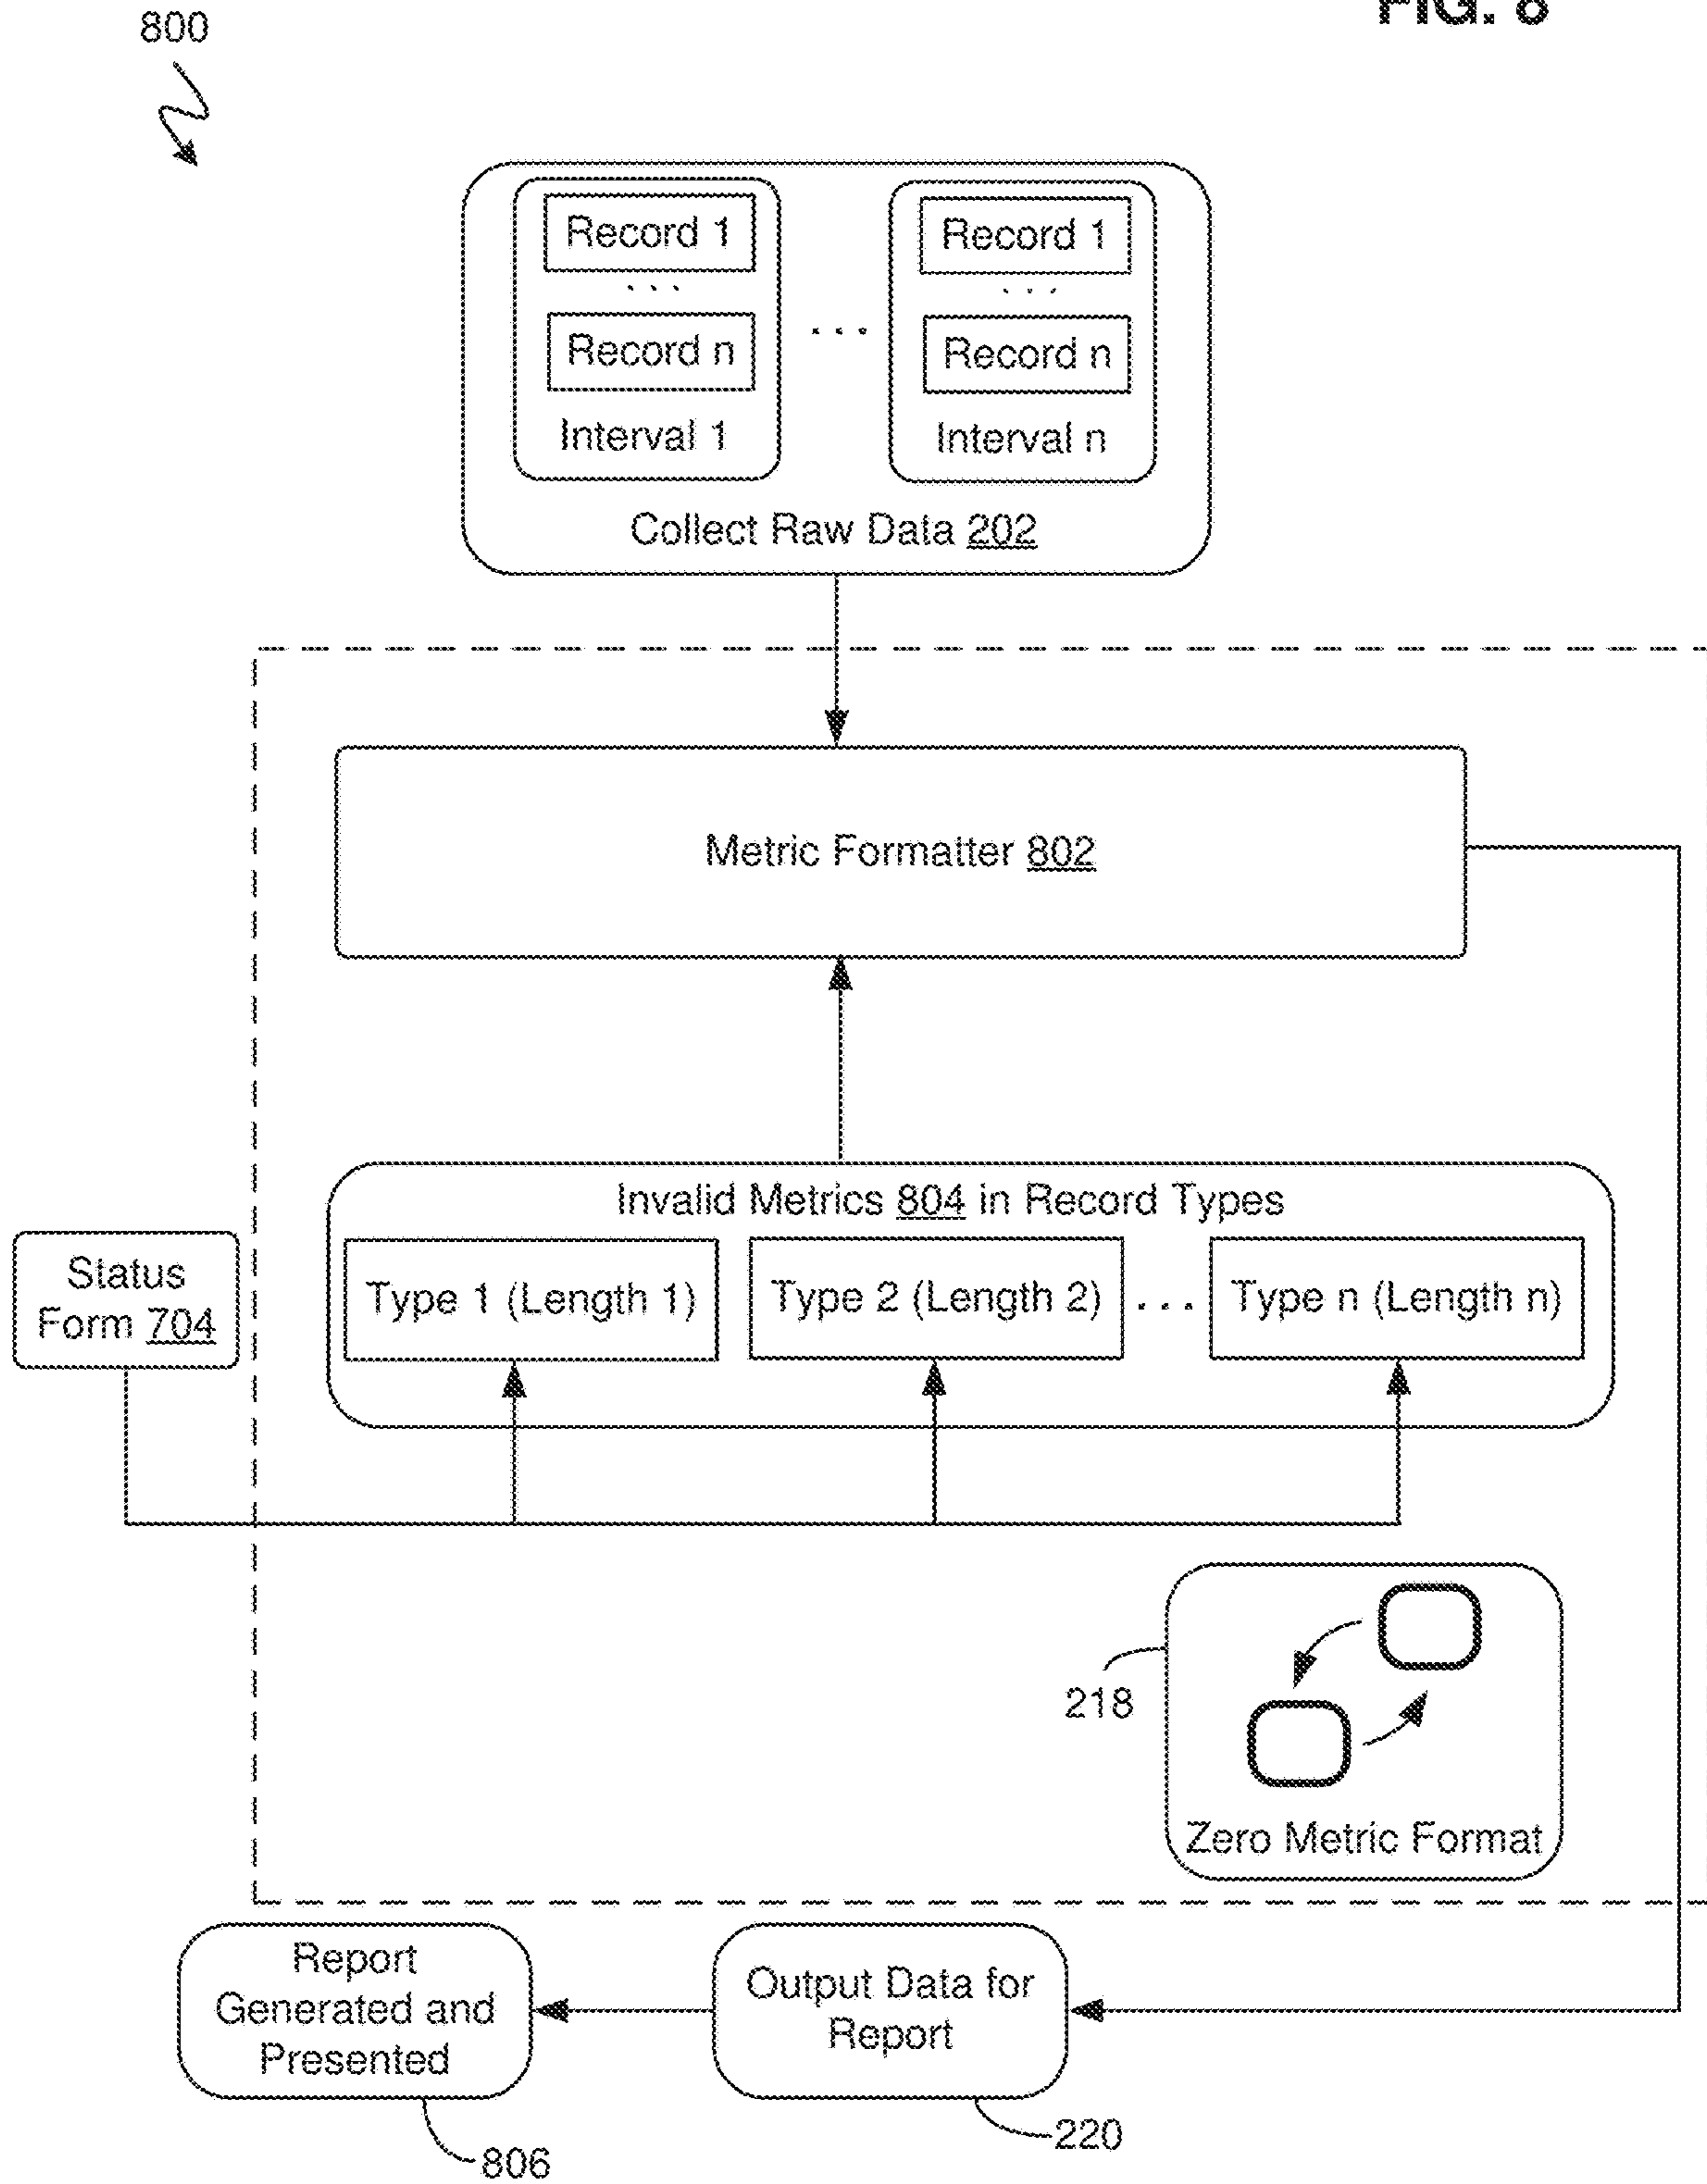 FIG. 8
800
Record 1
. . .
Record n
Interval 1
. . .
Record 1
. . .
Record n
Interval n
Collect Raw Data 202
Metric Formatter 802
Invalid Metrics 804 in Record Types
Type 1 (Length 1)
Type 2 (Length 2)
. . .
Type n (Length n)
Status
Form 704
218
Zero Metric Format
Report
Generated and
Presented
806
Output Data for
Report
220